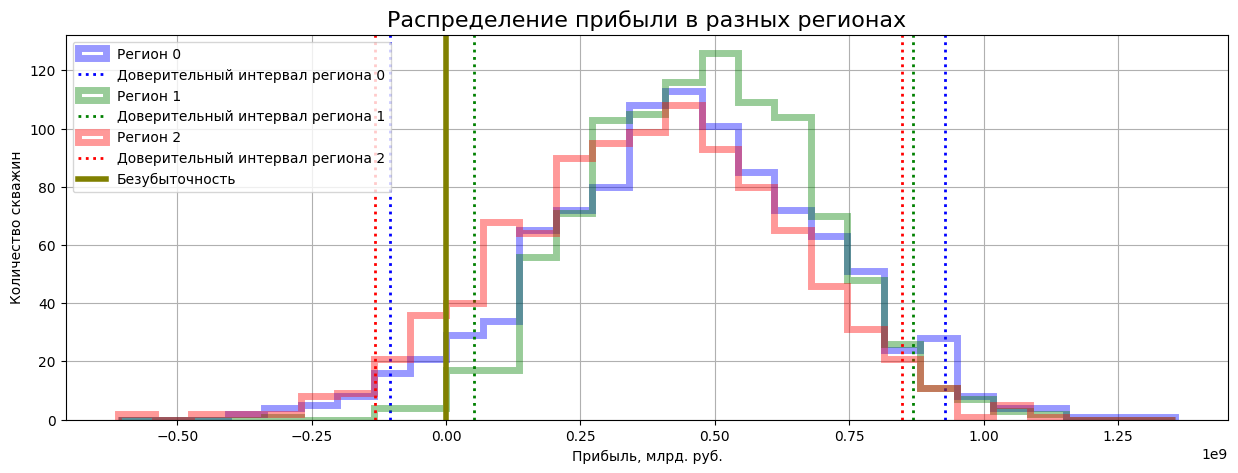 Распределение прибыли в разных регионах
Регион 0
Доверительный интервал региона 0
Регион 1
Доверительный интервал региона 1
Регион 2
Доверительный интервал региона 2
Безубыточность
Количество скважин
120
100
80
60
40
20
0
−0.50 −0.25 0.00 0.25 0.50 0.75 1.00 1.25
1e9
Прибыль, млрд. руб.